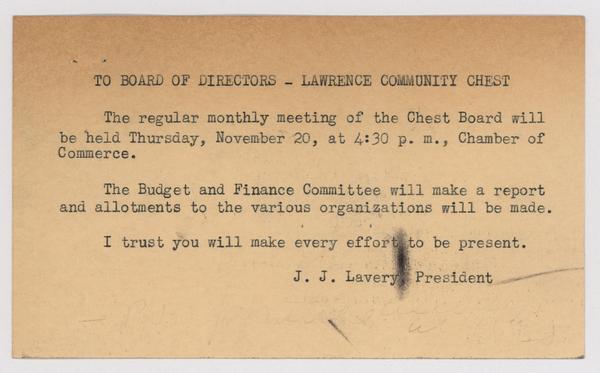 TO BOARD OF DIRECTORS - LAWRENCE COMMUNITY CHEST
The regular monthly meeting of the Chest Board will
be held Thursday, November 20, at 4:30 p. m., Chamber of
Commerce.
The Budget and Finance Committee will make a report
and allotments to the various organizations will be made.
I trust you will make every effort to be present.
J. J. Lavery, President